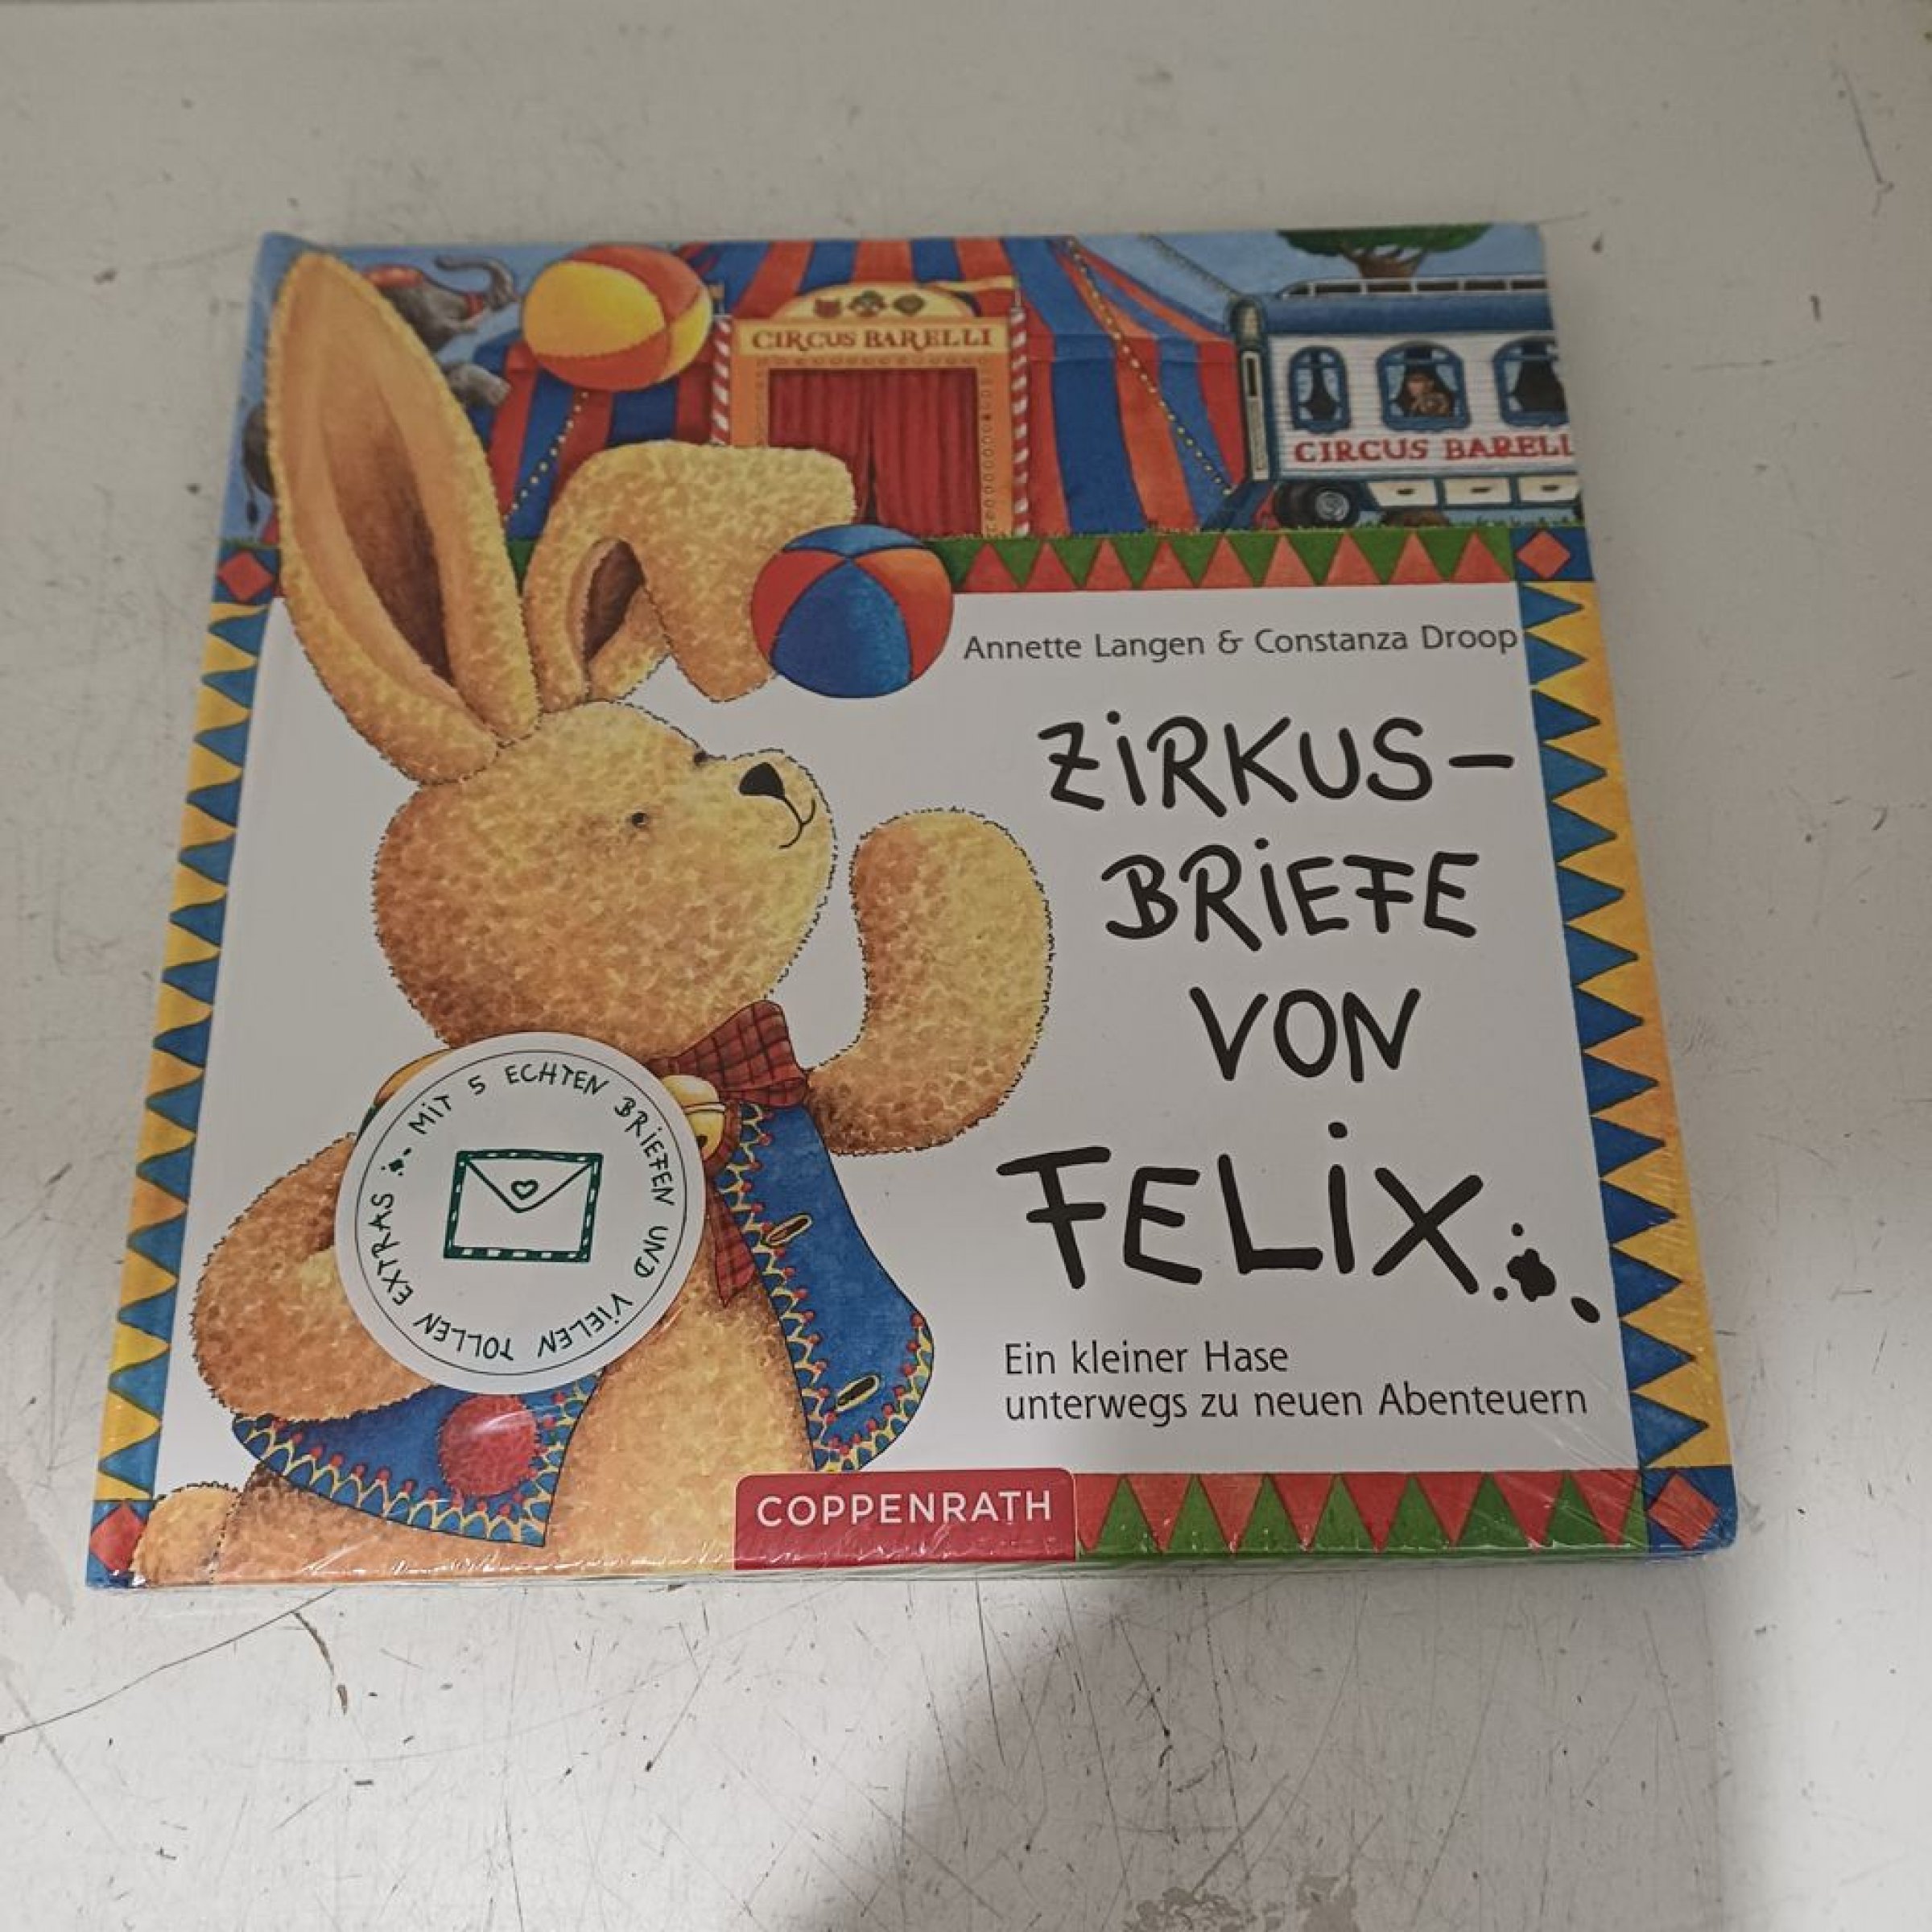 CIRCUS BARELLI
CIRCUS BARELL
Annette Langen & Constanza Droop
ZIRKUS-
BRIEFE
VON
FELIX
MIT 5 ECHTEN BRIEFEN UND VIELEN TOLLEN EXTRAS
Ein kleiner Hase
unterwegs zu neuen Abenteuern
COPPENRATH